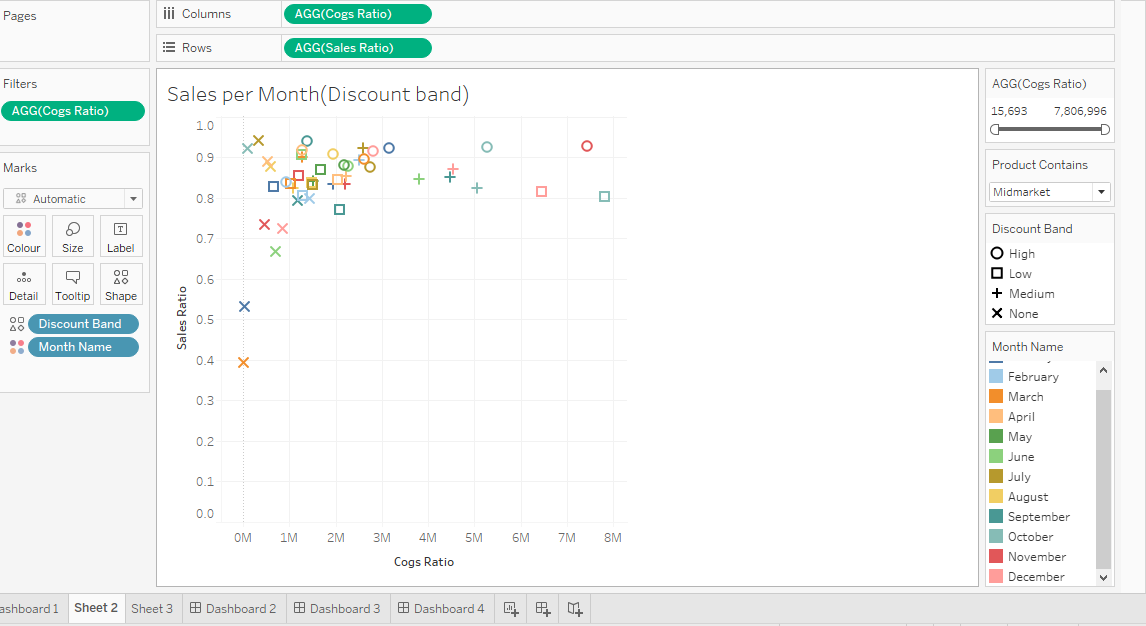 Pages
Columns
AGG(Cogs Ratio)
Rows
AGG(Sales Ratio)
Filters
AGG(Cogs Ratio)
Marks
Automatic
Colour Size Label
Detail Tooltip Shape
Discount Band
Month Name
Sales per Month(Discount band)
1.0
0.9
0.8
0.7
0.6
0.5
0.4
0.3
0.2
0.1
0.0
Sales Ratio
0M 1M 2M 3M 4M 5M 6M 7M 8M
Cogs Ratio
AGG(Cogs Ratio)
15,693 7,806,996
Product Contains
Midmarket
Discount Band
High
Low
Medium
None
Month Name
February
March
April
May
June
July
August
September
October
November
December
ashboard 1 Sheet 2 Sheet 3 Dashboard 2 Dashboard 3 Dashboard 4